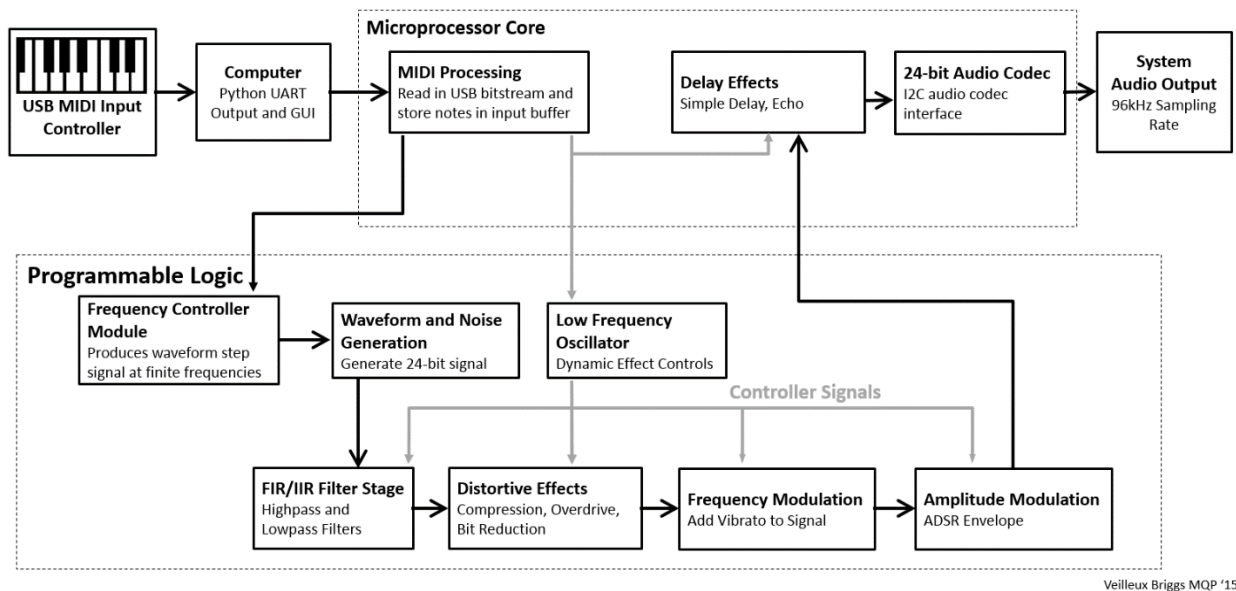 Microprocessor Core
USB MIDI Input
Controller
Computer
Python UART
Output and GUI
MIDI Processing
Read in USB bitstream and
store notes in input buffer
Delay Effects
Simple Delay, Echo
24-bit Audio Codec
I2C audio codec
interface
System
Audio Output
96kHz Sampling
Rate
Programmable Logic
Frequency Controller
Module
Produces waveform step
signal at finite frequencies
Waveform and Noise
Generation
Generate 24-bit signal
Low Frequency
Oscillator
Dynamic Effect Controls
Controller Signals
FIR/IIR Filter Stage
Highpass and
Lowpass Filters
Distortive Effects
Compression, Overdrive,
Bit Reduction
Frequency Modulation
Add Vibrato to Signal
Amplitude Modulation
ADSR Envelope
Veilleux Briggs MQP '15